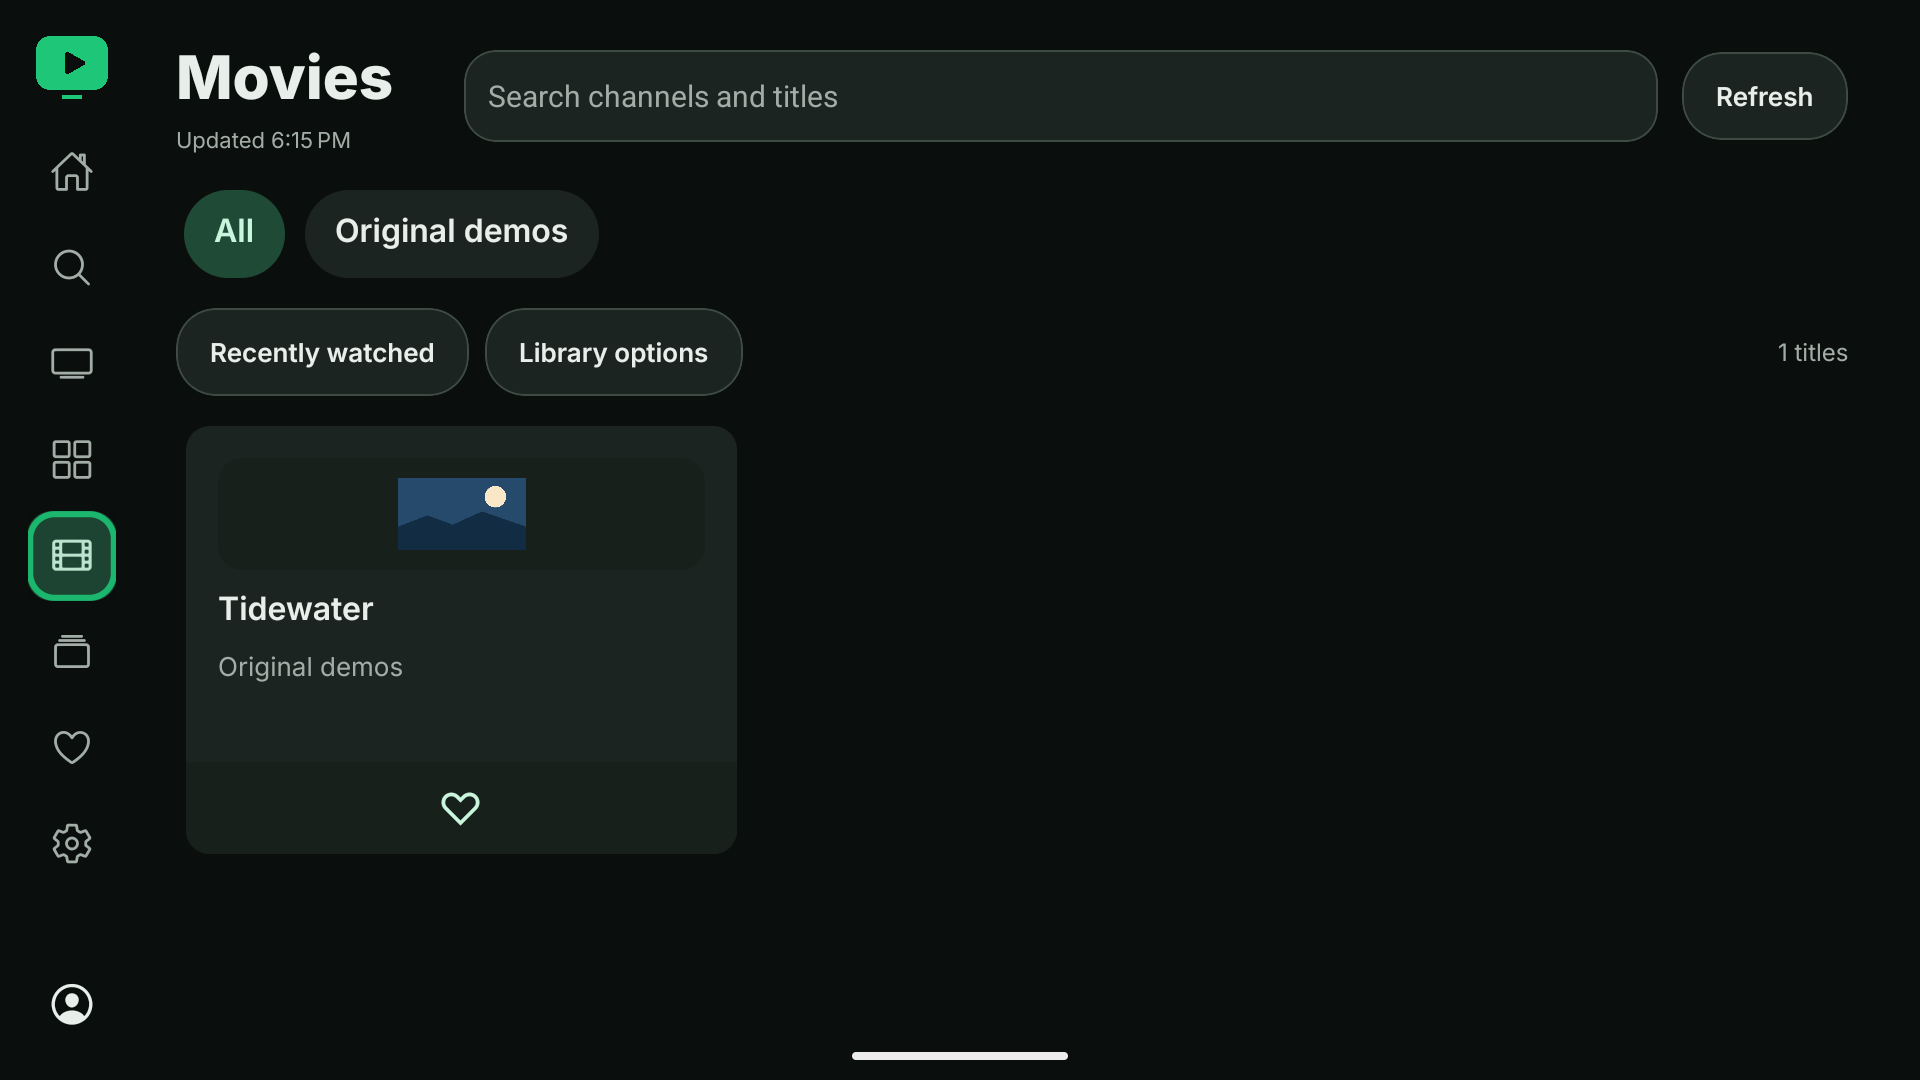 Movies
Updated 6:15 PM
Search channels and titles
Refresh
All
Original demos
Recently watched
Library options
1 titles
Tidewater
Original demos